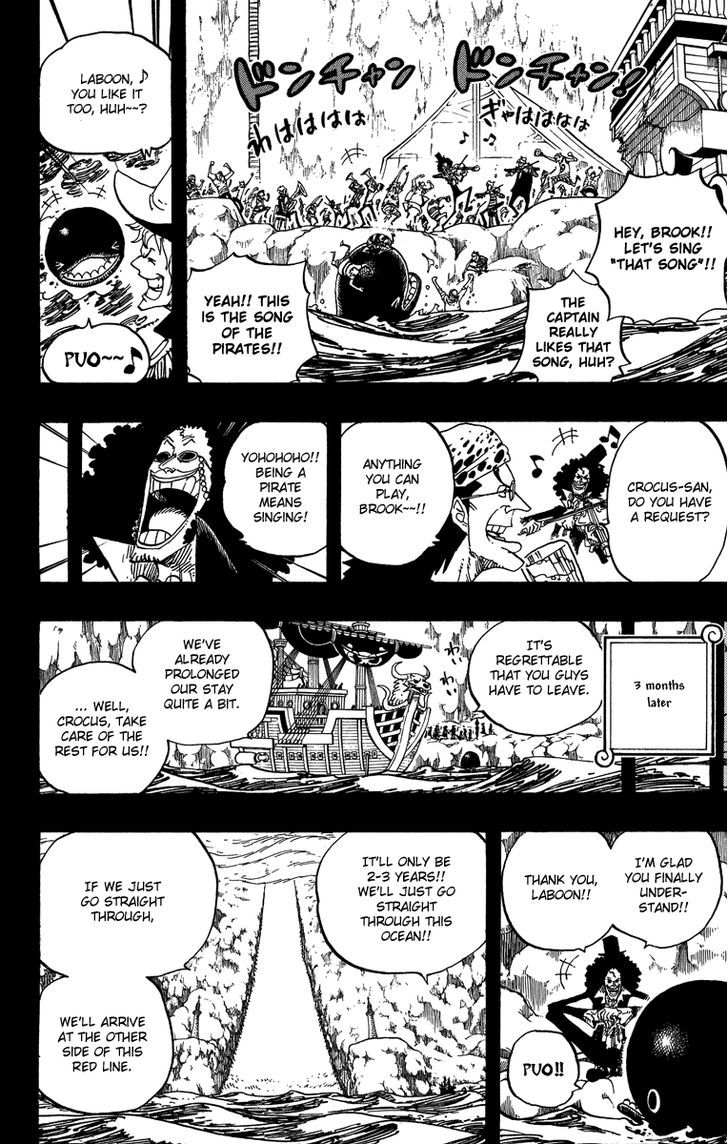 ドンチャン
ドンチャン!
ぎゃはははは
わはははは
HEY, BROOK!!
LET'S SING
"THAT SONG"!!
THE
CAPTAIN
REALLY
LIKES THAT
SONG, HUH?
YEAH!! THIS
IS THE SONG
OF THE
PIRATES!!
LABOON, ♪
YOU LIKE IT
TOO, HUH~~?
PUO~~♪
CROCUS-SAN,
DO YOU HAVE
A REQUEST?
ANYTHING
YOU CAN
PLAY,
BROOK~~!!
YOHOHOHO!!
BEING A
PIRATE
MEANS
SINGING!
3 months
later
IT'S
REGRETTABLE
THAT YOU GUYS
HAVE TO LEAVE.
WE'VE
ALREADY
PROLONGED
OUR STAY
QUITE A BIT.
... WELL,
CROCUS, TAKE
CARE OF THE
REST FOR US!!
I'M GLAD
YOU FINALLY
UNDER-
STAND!!
THANK YOU,
LABOON!!
PUO!!
IT'LL ONLY BE
2-3 YEARS!!
WE'LL JUST GO
STRAIGHT
THROUGH THIS
OCEAN!!
IF WE JUST
GO STRAIGHT
THROUGH,
WE'LL ARRIVE
AT THE OTHER
SIDE OF THIS
RED LINE.